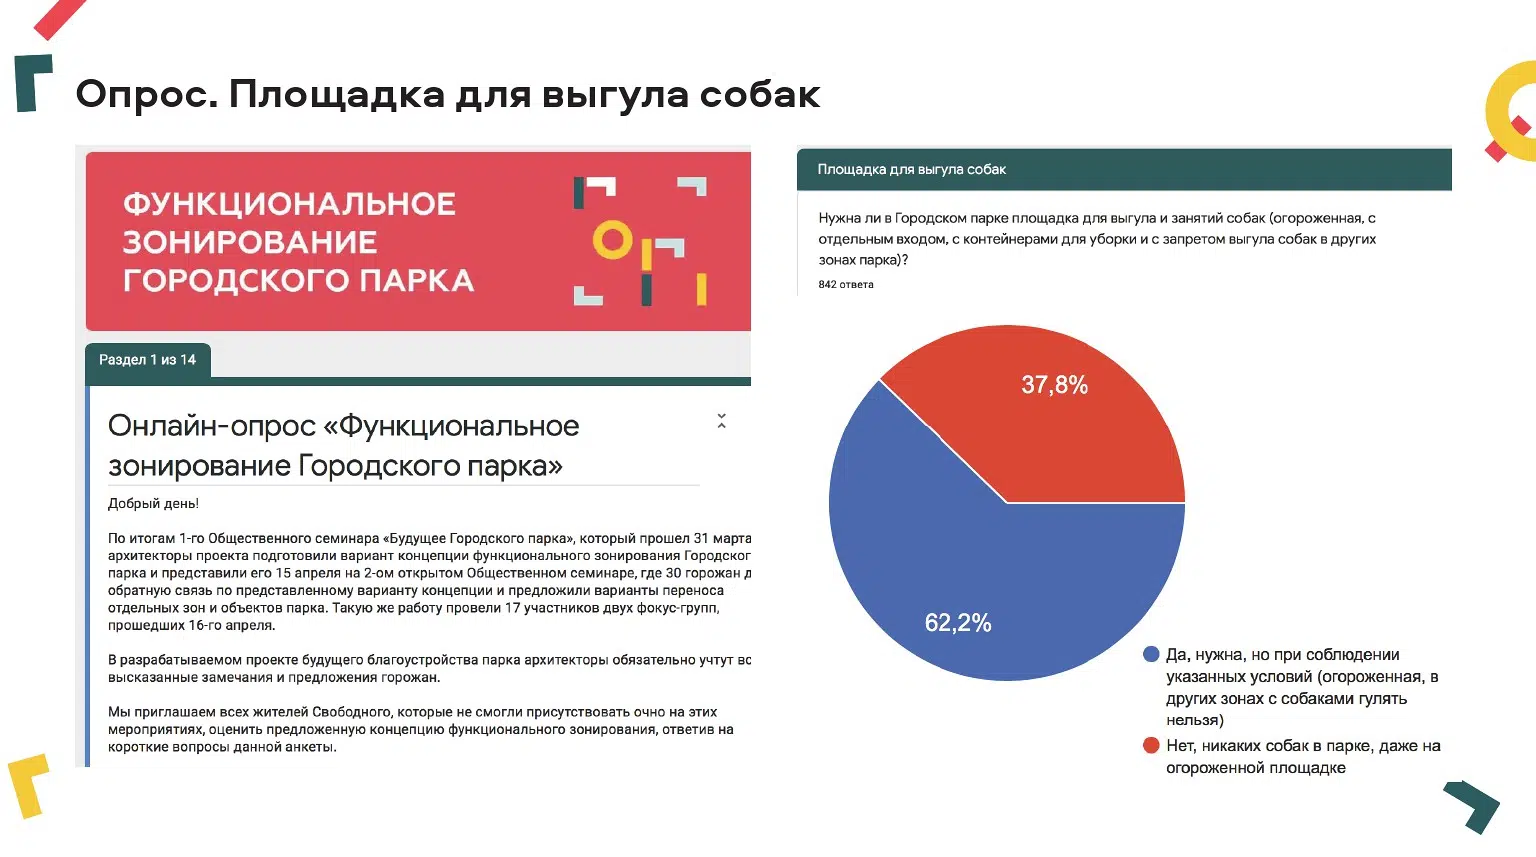 Опрос. Площадка для выгула собак
ФУНКЦИОНАЛЬНОЕ
ЗОНИРОВАНИЕ
ГОРОДСКОГО ПАРКА
Раздел 1 из 14
Онлайн-опрос «Функциональное
зонирование Городского парка»
Добрый день!
По итогам 1-го Общественного семинара «Будущее Городского парка», который прошел 31 марта
архитекторы проекта подготовили вариант концепции функционального зонирования Городског
парка и представили его 15 апреля на 2-ом открытом Общественном семинаре, где 30 горожан д
обратную связь по представленному варианту концепции и предложили варианты переноса
отдельных зон и объектов парка. Такую же работу провели 17 участников двух фокус-групп,
прошедших 16-го апреля.
В разрабатываемом проекте будущего благоустройства парка архитекторы обязательно учтут вс
высказанные замечания и предложения горожан.
Мы приглашаем всех жителей Свободного, которые не смогли присутствовать очно на этих
мероприятиях, оценить предложенную концепцию функционального зонирования, ответив на
короткие вопросы данной анкеты.
Площадка для выгула собак
Нужна ли в Городском парке площадка для выгула и занятий собак (огороженная, с
отдельным входом, с контейнерами для уборки и с запретом выгула собак в других
зонах парка)?
842 ответа
37,8%
62,2%
Да, нужна, но при соблюдении
указанных условий (огороженная, в
других зонах с собаками гулять
нельзя)
Нет, никаких собак в парке, даже на
огороженной площадке